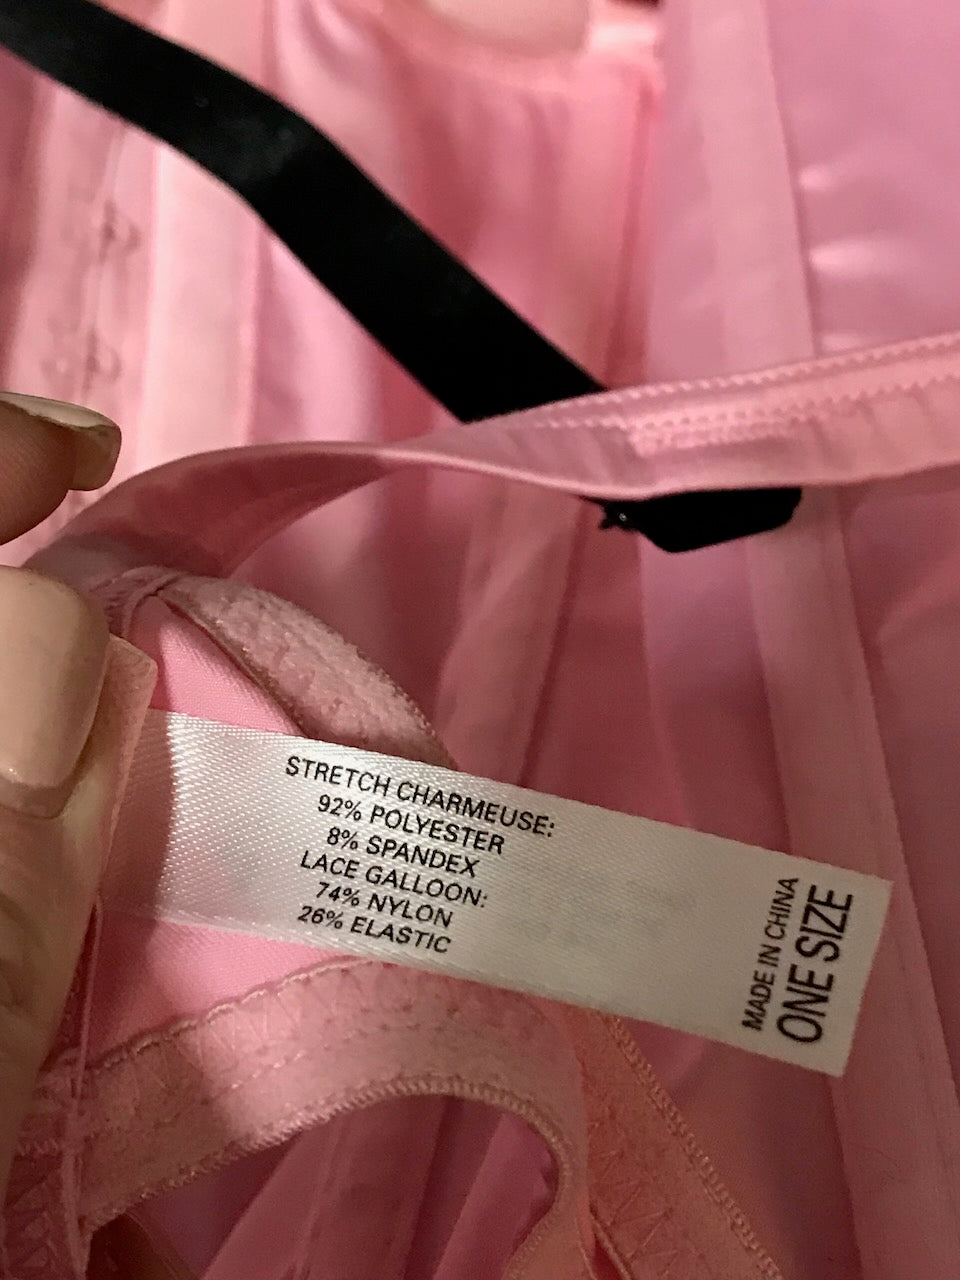 STRETCH CHARMEUSE:
92% POLYESTER
8% SPANDEX
LACE GALLOON:
74% NYLON
26% ELASTIC
MADE IN CHINA
ONE SIZE